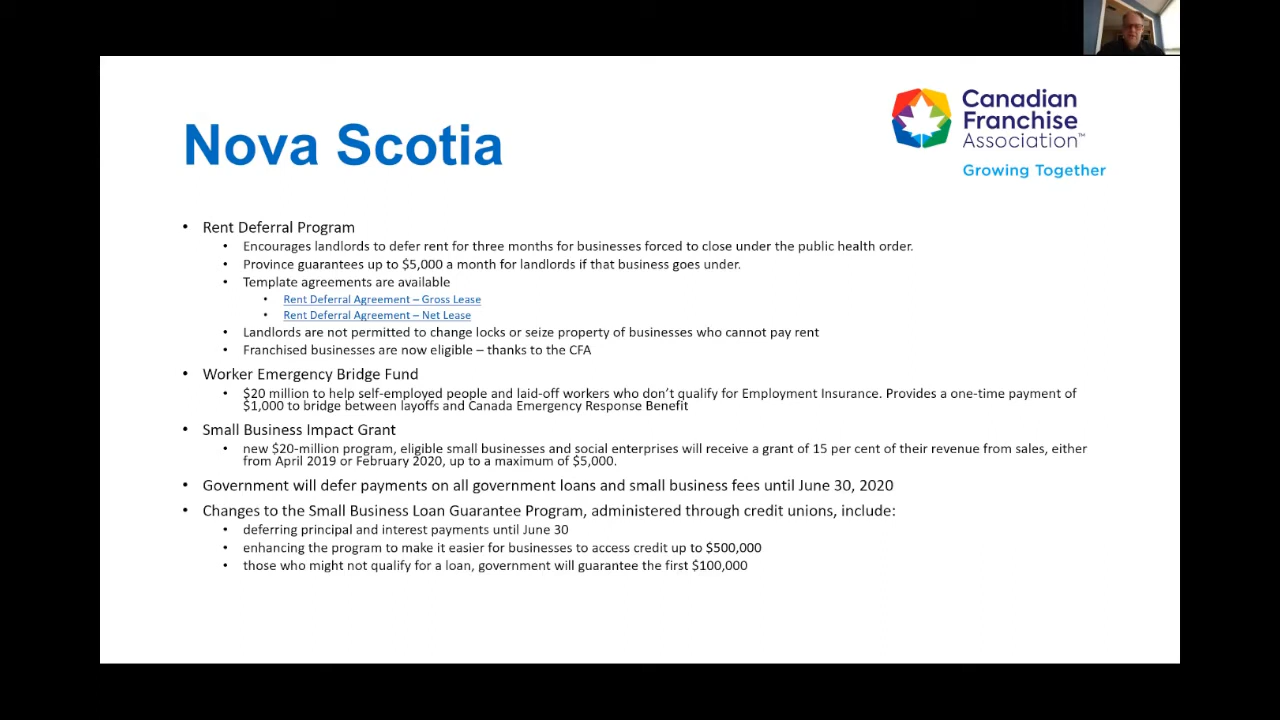 Canadian
Franchise
Association™
Growing Together
Nova Scotia
• Rent Deferral Program
• Encourages landlords to defer rent for three months for businesses forced to close under the public health order.
• Province guarantees up to $5,000 a month for landlords if that business goes under.
• Template agreements are available
• Rent Deferral Agreement – Gross Lease
• Rent Deferral Agreement – Net Lease
• Landlords are not permitted to change locks or seize property of businesses who cannot pay rent
• Franchised businesses are now eligible – thanks to the CFA
• Worker Emergency Bridge Fund
• $20 million to help self-employed people and laid-off workers who don’t qualify for Employment Insurance. Provides a one-time payment of
$1,000 to bridge between layoffs and Canada Emergency Response Benefit
• Small Business Impact Grant
• new $20-million program, eligible small businesses and social enterprises will receive a grant of 15 per cent of their revenue from sales, either
from April 2019 or February 2020, up to a maximum of $5,000.
• Government will defer payments on all government loans and small business fees until June 30, 2020
• Changes to the Small Business Loan Guarantee Program, administered through credit unions, include:
• deferring principal and interest payments until June 30
• enhancing the program to make it easier for businesses to access credit up to $500,000
• those who might not qualify for a loan, government will guarantee the first $100,000